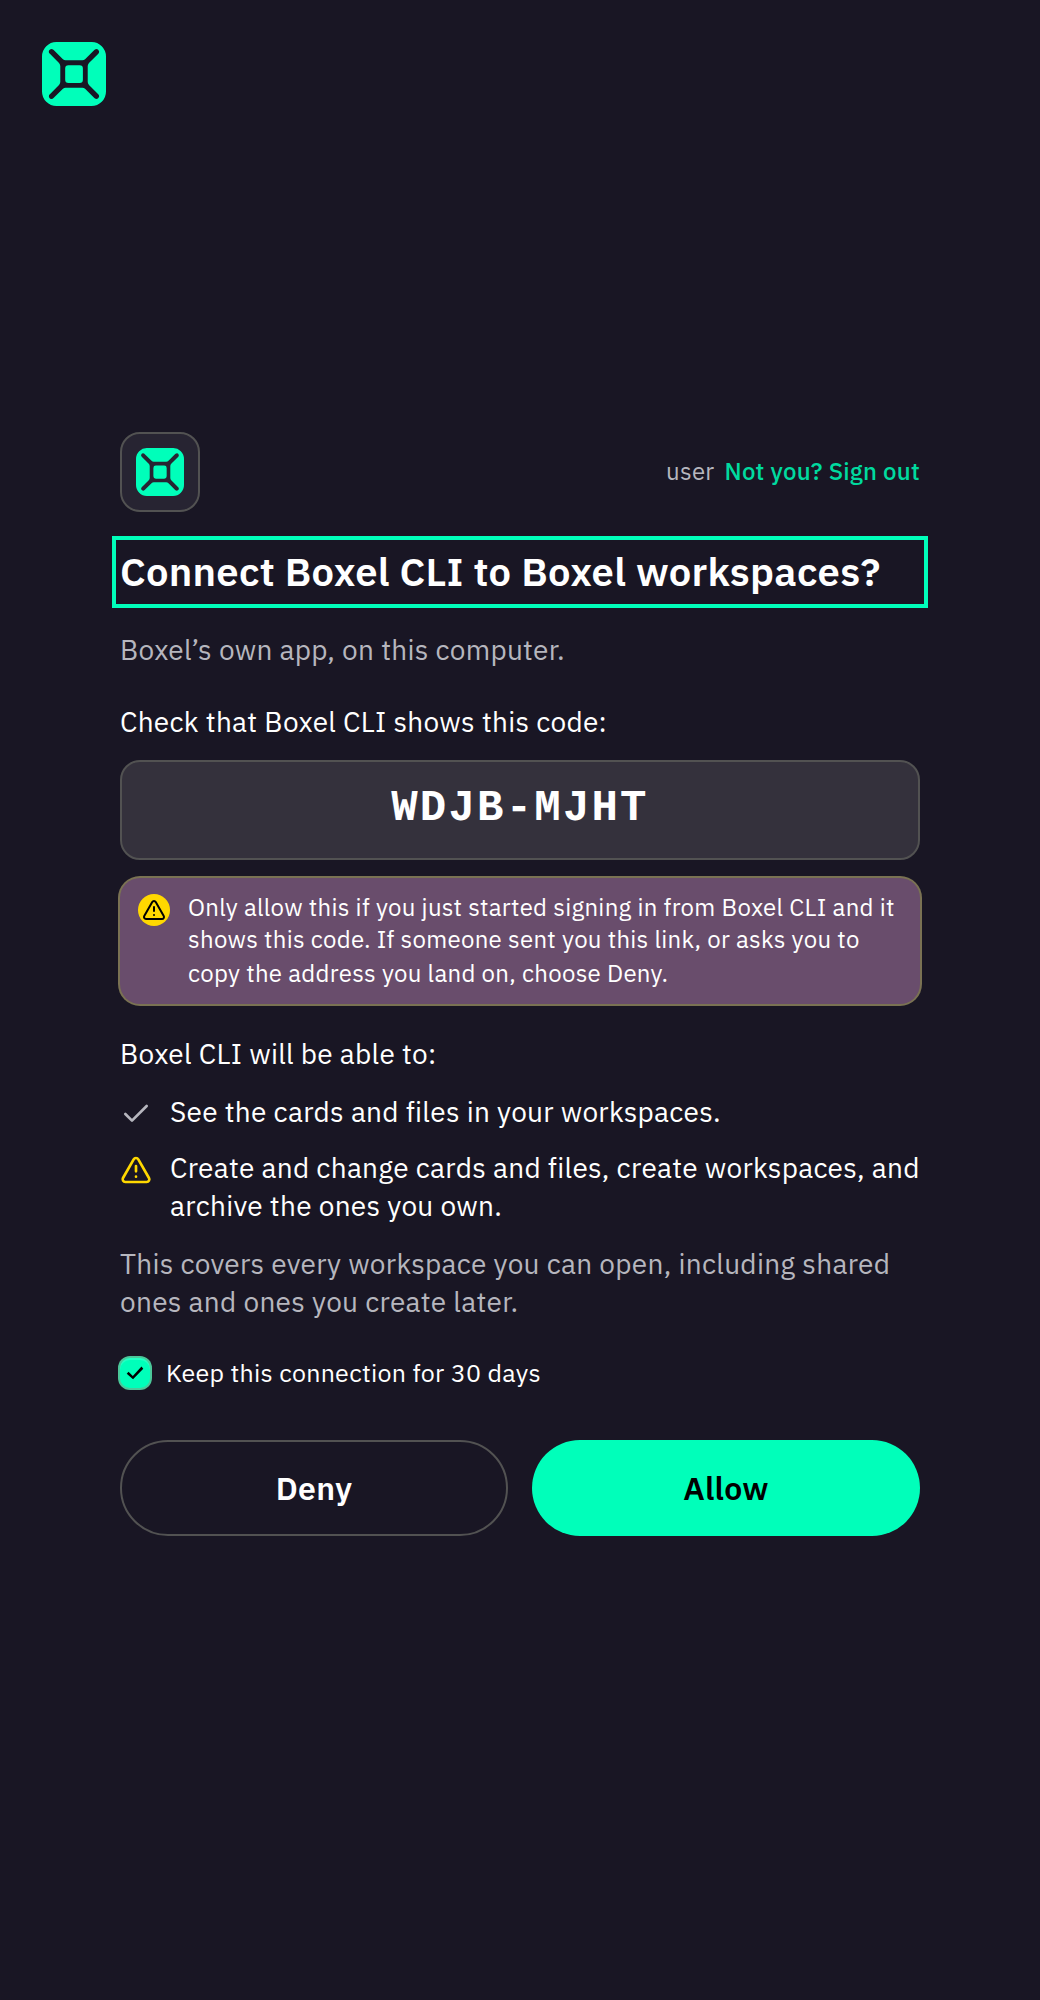 user Not you? Sign out
Connect Boxel CLI to Boxel workspaces?
Boxel’s own app, on this computer.
Check that Boxel CLI shows this code:
WDJB-MJHT
Only allow this if you just started signing in from Boxel CLI and it
shows this code. If someone sent you this link, or asks you to
copy the address you land on, choose Deny.
Boxel CLI will be able to:
See the cards and files in your workspaces.
Create and change cards and files, create workspaces, and
archive the ones you own.
This covers every workspace you can open, including shared
ones and ones you create later.
Keep this connection for 30 days
Deny
Allow